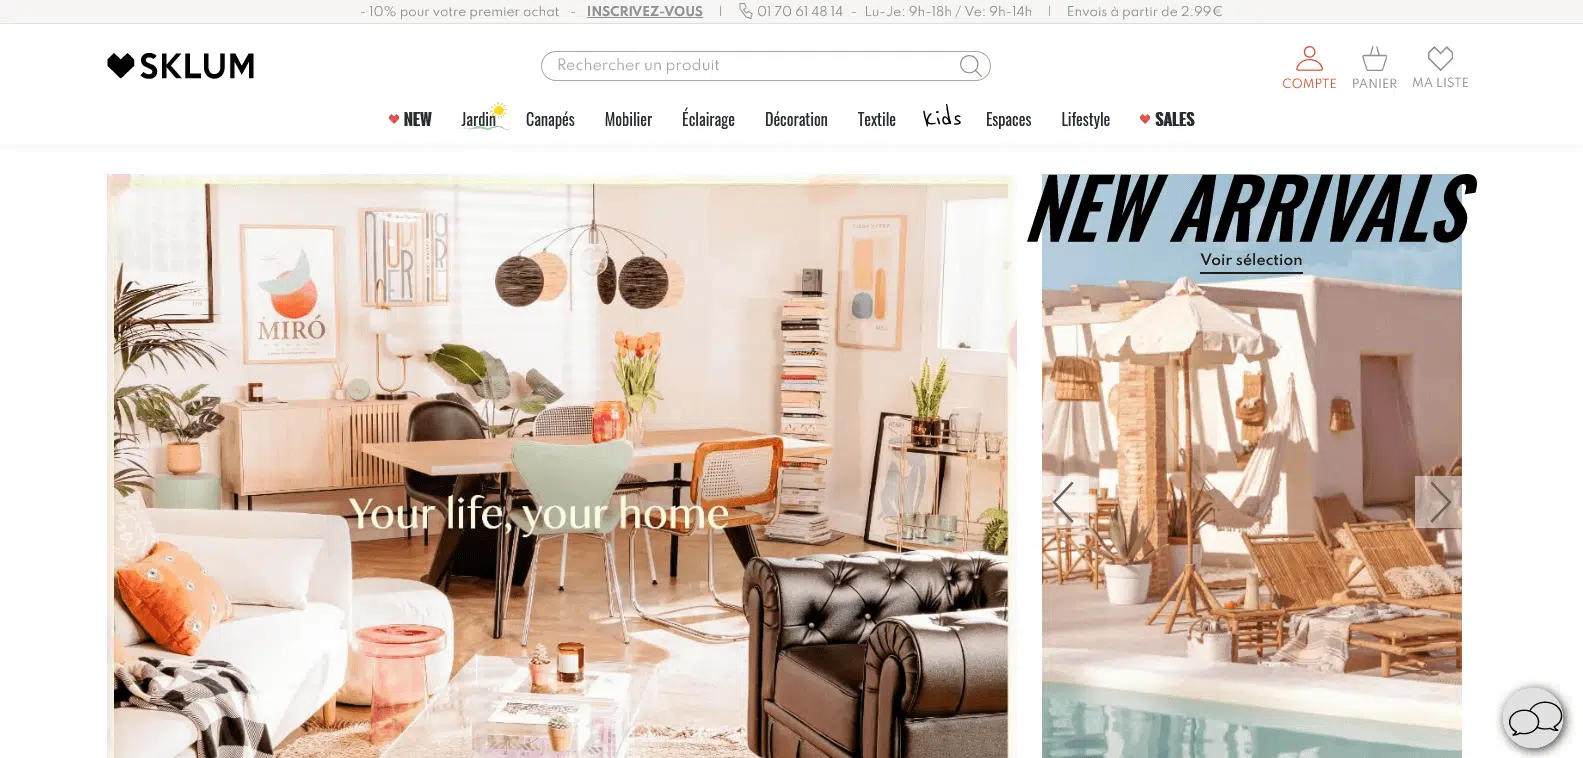 - 10% pour votre premier achat - INSCRIVEZ-VOUS | 01 70 61 48 14 - Lu-Je: 9h-18h / Ve: 9h-14h | Envois à partir de 2.99€
SKLUM
Rechercher un produit
COMPTE PANIER MA LISTE
NEW Jardin Canapés Mobilier Éclairage Décoration Textile kids Espaces Lifestyle SALES
NEW ARRIVALS
Voir sélection
MIRÓ
Your life, your home